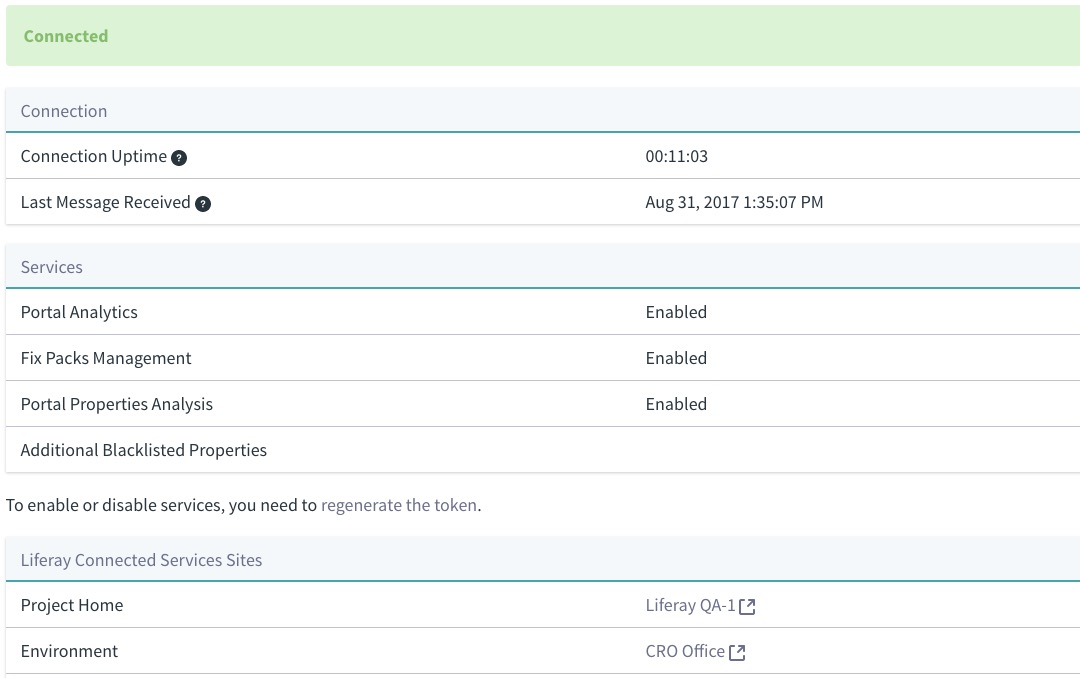 Connected
Connection
Connection Uptime ? 00:11:03
Last Message Received ? Aug 31, 2017 1:35:07 PM
Services
Portal Analytics Enabled
Fix Packs Management Enabled
Portal Properties Analysis Enabled
Additional Blacklisted Properties
To enable or disable services, you need to regenerate the token.
Liferay Connected Services Sites
Project Home Liferay QA-1
Environment CRO Office